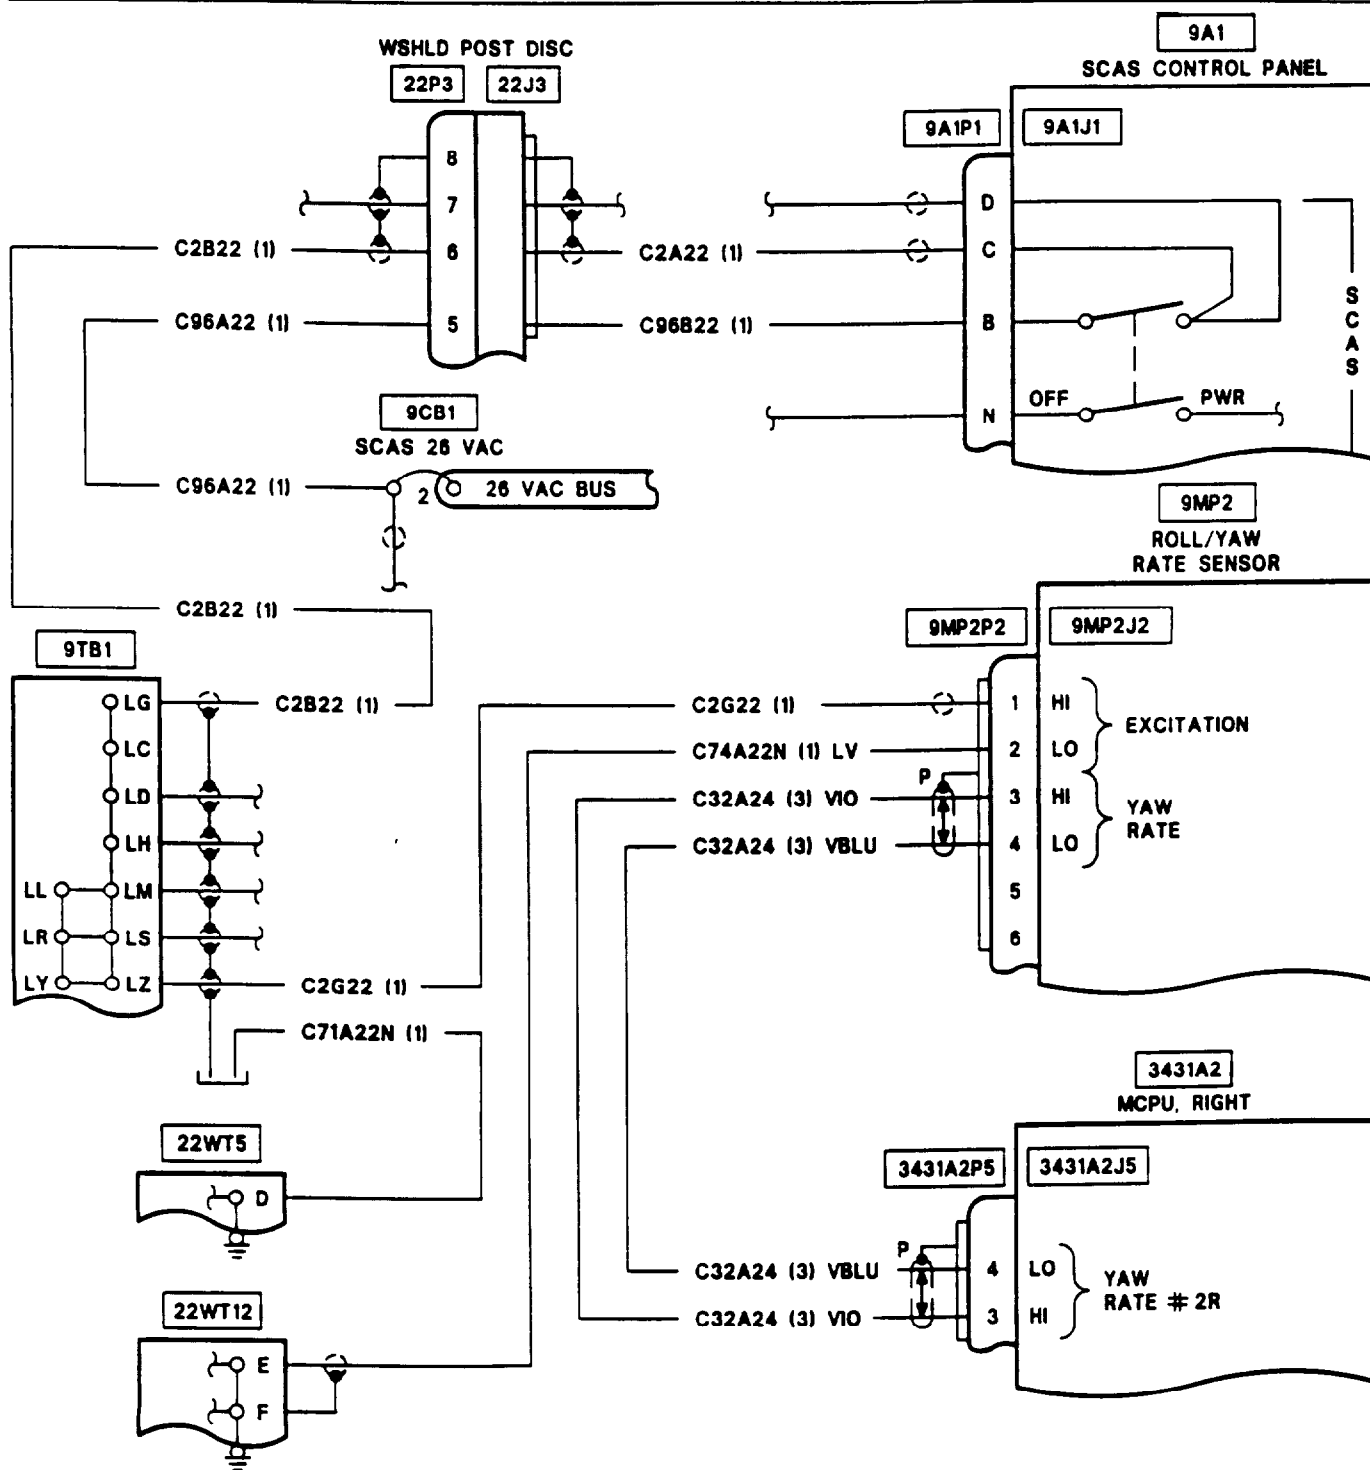 WSHLD POST DISC
22P3
22J3
8
7
6
5
C2B22 (1)
C2A22 (1)
C96A22 (1)
C96B22 (1)
9A1
SCAS CONTROL PANEL
9A1P1
9A1J1
D
C
B
N
OFF
PWR
SCAS
9CB1
SCAS 26 VAC
C96A22 (1)
2
26 VAC BUS
C2B22 (1)
9TB1
LG
C2B22 (1)
LC
LD
LH
LL
LM
LR
LS
LY
LZ
C2G22 (1)
C71A22N (1)
22WT5
D
22WT12
E
F
9MP2
ROLL/YAW
RATE SENSOR
9MP2P2
9MP2J2
C2G22 (1)
1
HI
EXCITATION
C74A22N (1) LV
2
LO
P
C32A24 (3) VIO
3
HI
YAW
RATE
C32A24 (3) VBLU
4
LO
5
6
3431A2
MCPU, RIGHT
3431A2P5
3431A2J5
P
C32A24 (3) VBLU
4
LO
YAW
RATE # 2R
C32A24 (3) VIO
3
HI